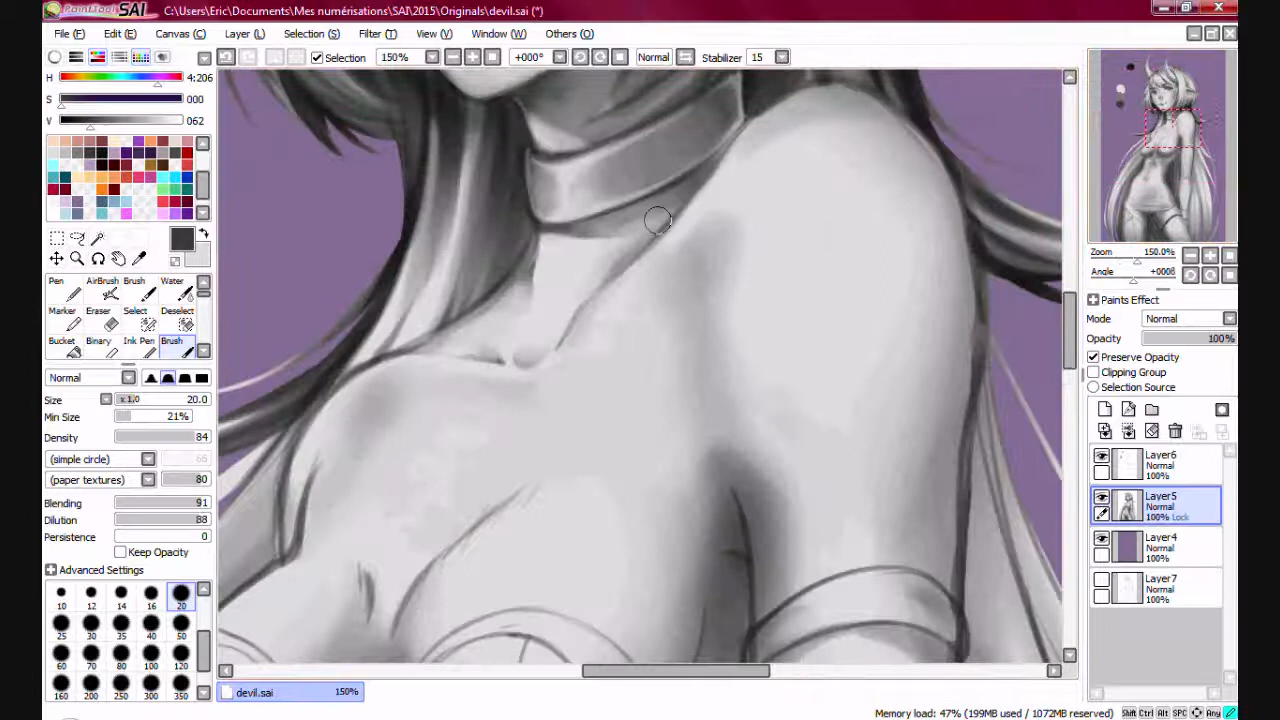 PaintTool SAI C:\Users\Eric\Documents\Mes numérisations\SAI\2015\Originals\devil.sai (*)
File (F) Edit (E) Canvas (C) Layer (L) Selection (S) Filter (T) View (V) Window (W) Others (O)
Selection 150% +000° Normal Stabilizer 15
H 4:206
S 000
V 062
Pen AirBrush Brush Water
Marker Eraser Select Deselect
Bucket Binary Ink Pen Brush
Normal
Size x 1.0 20.0
Min Size 21%
Density 84
(simple circle)
(paper textures) 80
Blending 91
Dilution 88
Persistence 0
Keep Opacity
Advanced Settings
10 12 14 16 20
25 30 35 40 50
60 70 80 100 120
160 200 250 300 350
Zoom 150.0%
Angle
Paints Effect
Mode Normal
Opacity 100%
Preserve Opacity
Clipping Group
Selection Source
Layer6
Normal
100%
Layer5
Normal
100% Lock
Layer4
Normal
100%
Layer7
Normal
100%
devil.sai 150%
Memory load: 47% (199MB used / 1072MB reserved) Shift Ctrl Alt SPC Any